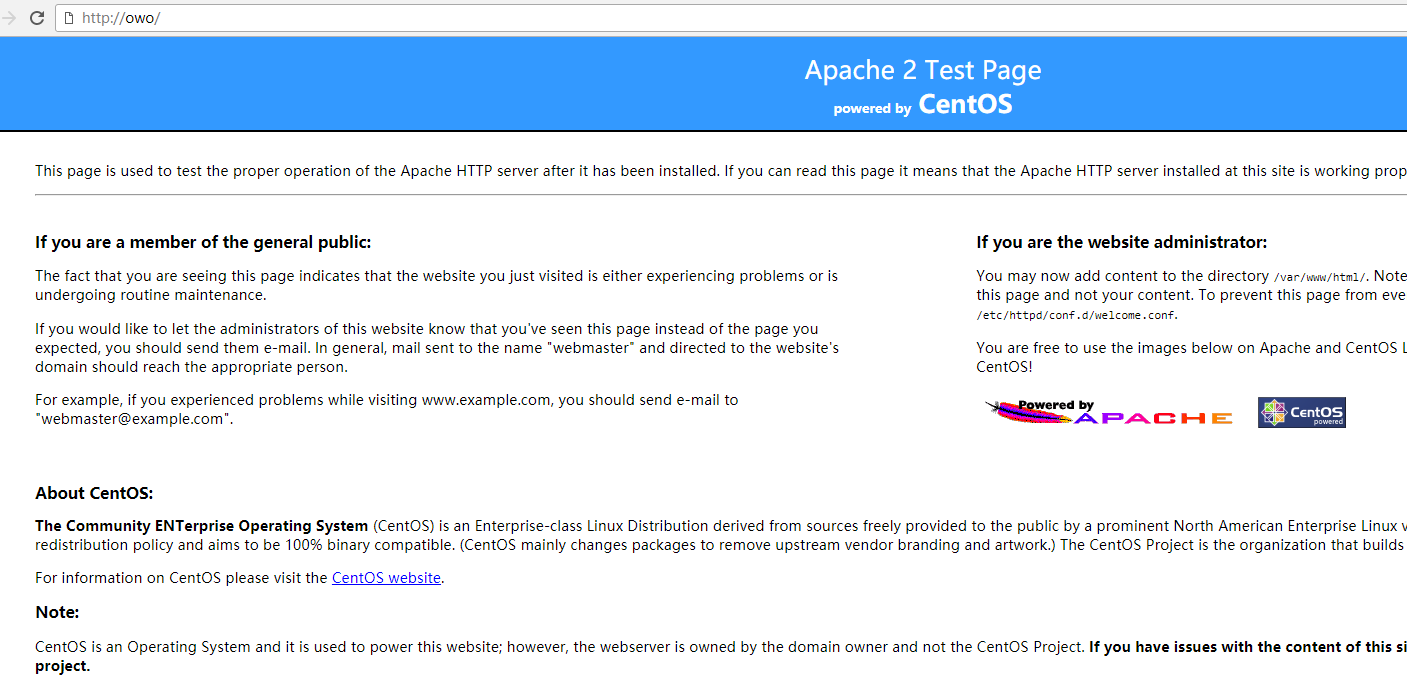 http://owo/
Apache 2 Test Page
powered by CentOS
This page is used to test the proper operation of the Apache HTTP server after it has been installed. If you can read this page it means that the Apache HTTP server installed at this site is working prop
If you are a member of the general public:
The fact that you are seeing this page indicates that the website you just visited is either experiencing problems or is
undergoing routine maintenance.
If you would like to let the administrators of this website know that you've seen this page instead of the page you
expected, you should send them e-mail. In general, mail sent to the name "webmaster" and directed to the website's
domain should reach the appropriate person.
For example, if you experienced problems while visiting www.example.com, you should send e-mail to
"webmaster@example.com".
If you are the website administrator:
You may now add content to the directory /var/www/html/. Note
this page and not your content. To prevent this page from eve
/etc/httpd/conf.d/welcome.conf.
You are free to use the images below on Apache and CentOS L
CentOS!
Powered by
APACHE
CentOS
powered
About CentOS:
The Community ENTerprise Operating System (CentOS) is an Enterprise-class Linux Distribution derived from sources freely provided to the public by a prominent North American Enterprise Linux v
redistribution policy and aims to be 100% binary compatible. (CentOS mainly changes packages to remove upstream vendor branding and artwork.) The CentOS Project is the organization that builds
For information on CentOS please visit the CentOS website.
Note:
CentOS is an Operating System and it is used to power this website; however, the webserver is owned by the domain owner and not the CentOS Project. If you have issues with the content of this si
project.